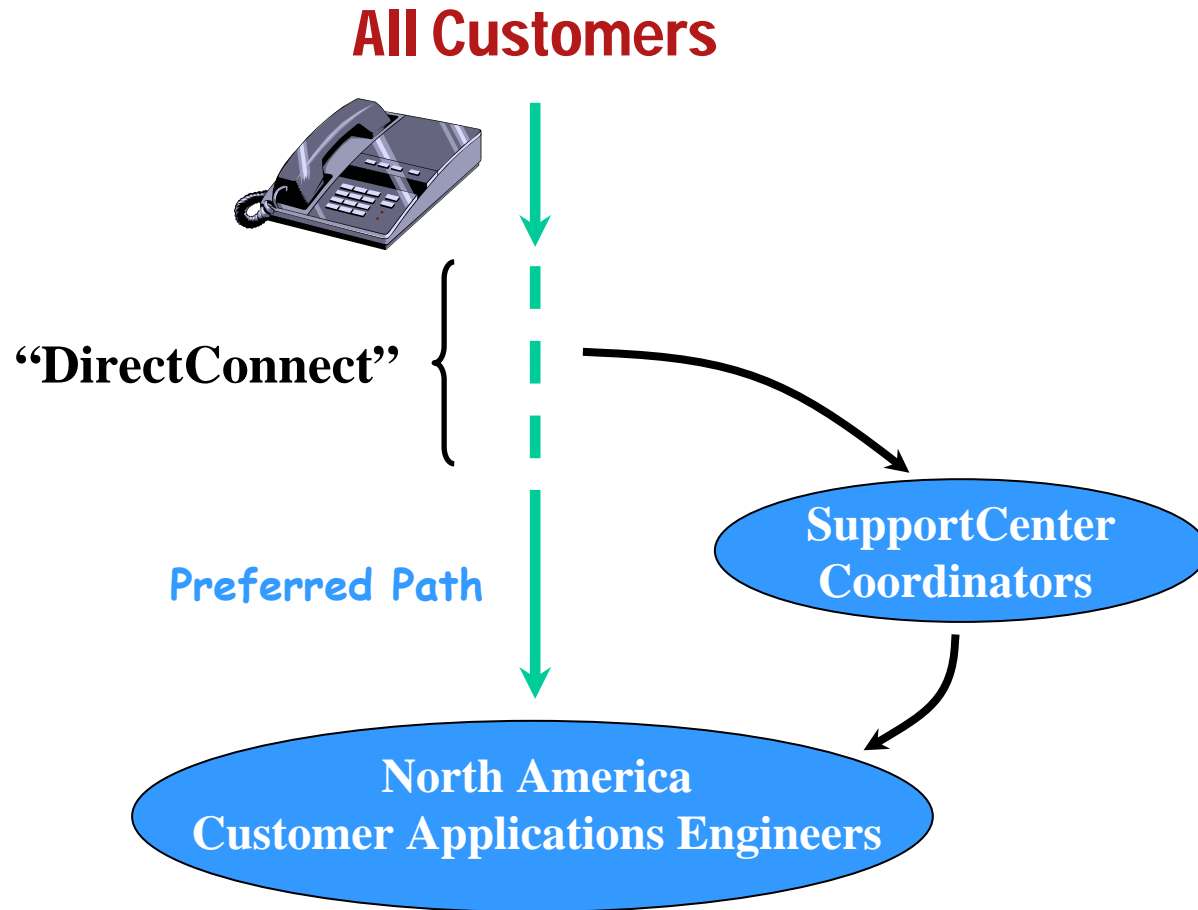 All Customers
“DirectConnect”
SupportCenter
Coordinators
Preferred Path
North America
Customer Applications Engineers